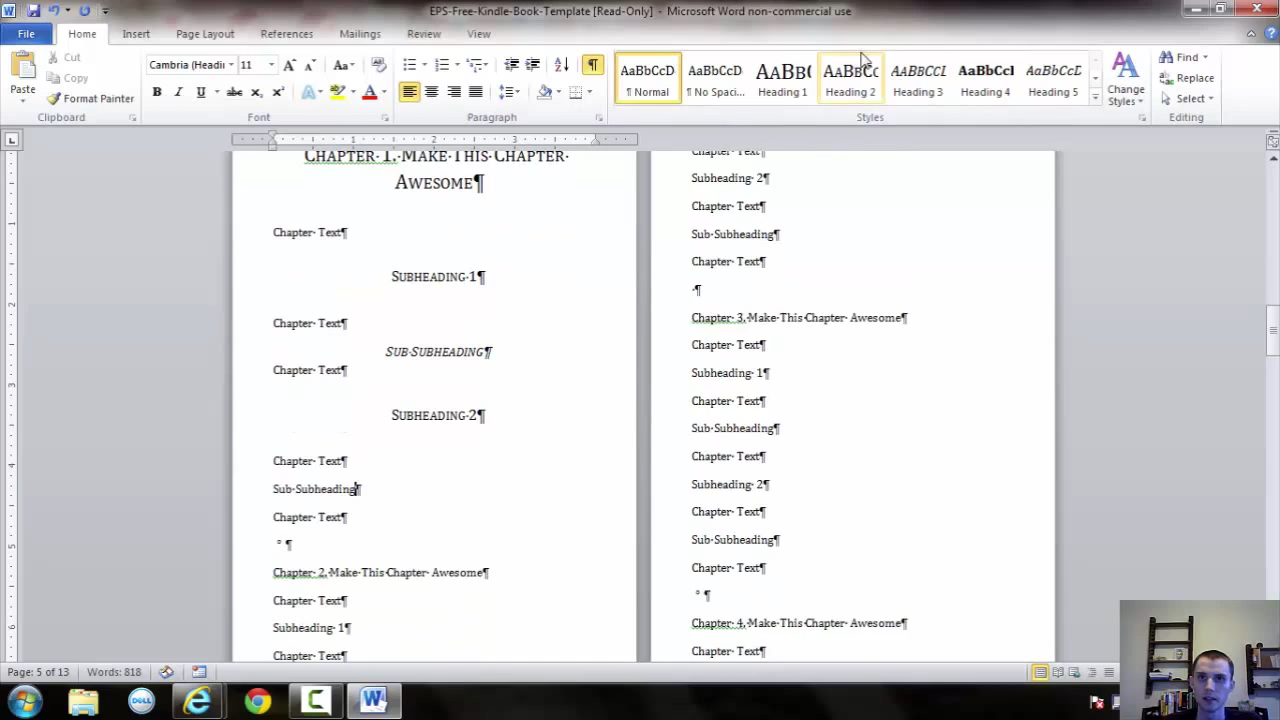 EPS-Free-Kindle-Book-Template [Read-Only] - Microsoft Word non-commercial use
File Home Insert Page Layout References Mailings Review View
Paste
Cut
Copy
Format Painter
Clipboard
Cambria (Headi 11
Font
Paragraph
AaBbCcD AaBbCcD AABB( AABBCC AABBCCI AaBbCcI AaBbCcD
¶ Normal ¶ No Spaci... Heading 1 Heading 2 Heading 3 Heading 4 Heading 5
Styles
Change
Styles
Find
Replace
Select
Editing
1 2 3
Chapter· 1.·Make·This·Chapter·
Awesome¶
Chapter· Text¶
Subheading·1¶
Chapter· Text¶
Sub·Subheading¶
Chapter· Text¶
Subheading·2¶
Chapter· Text¶
Sub·Subheading¶
Chapter· Text¶
° ¶
Chapter· 2.·Make·This·Chapter· Awesome¶
Chapter· Text¶
Subheading· 1¶
Chapter· Text¶
Chapter· Text¶
Subheading· 2¶
Chapter· Text¶
Sub·Subheading¶
Chapter· Text¶
·¶
Chapter· 3.·Make·This·Chapter· Awesome¶
Chapter· Text¶
Subheading· 1¶
Chapter· Text¶
Sub·Subheading¶
Chapter· Text¶
Subheading· 2¶
Chapter· Text¶
Sub·Subheading¶
Chapter· Text¶
° ¶
Chapter· 4.·Make·This·Chapter· Awesome¶
Chapter· Text¶
Page: 5 of 13 Words: 818
DELL